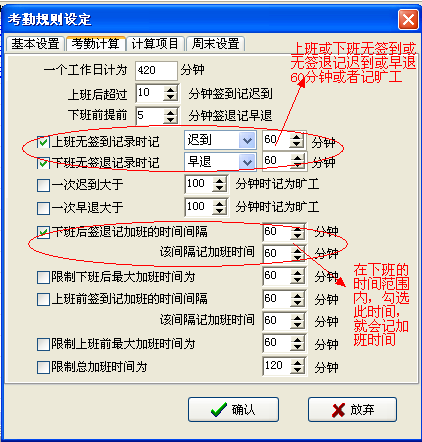 考勤规则设定
基本设置 考勤计算 计算项目 周末设置
上班或下班无签到或
无签退记迟到或早退
60分钟或者记旷工
一个工作日计为 420 分钟
上班后超过 10 分钟签到记迟到
下班前提前 5 分钟签退记早退
上班无签到记录时记 迟到 60 分钟
下班无签退记录时记 早退 60 分钟
一次迟到大于 100 分钟时记为旷工
一次早退大于 100 分钟时记为旷工
下班后签退记加班的时间间隔 60 分钟
该间隔记加班时间 60 分钟
在下班的
时间范围
内，勾选
此时间，
就会记加
班时间
限制下班后最大加班时间为 60 分钟
上班前签到记加班的时间间隔 60 分钟
该间隔记加班时间 60 分钟
限制上班前最大加班时间为 60 分钟
限制总加班时间为 120 分钟
确认 放弃